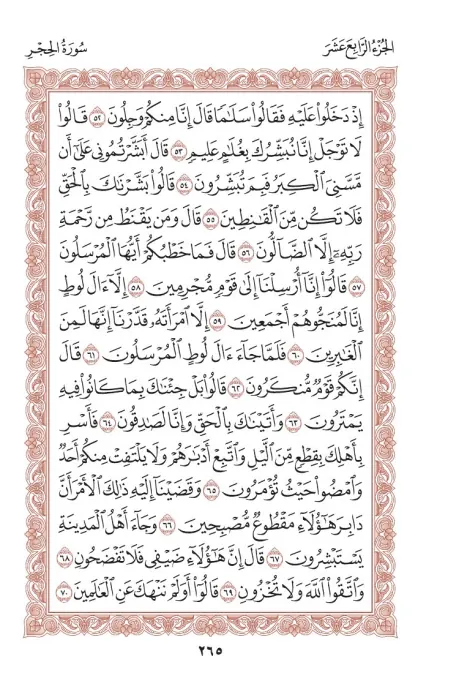 الجزء الرابع عشر
سورة الحجر
إِذْ دَخَلُوا۟ عَلَيْهِ فَقَالُوا۟ سَلَـٰمًا قَالَ إِنَّا مِنكُمْ وَجِلُونَ ٥٢ قَالُوا۟
لَا تَوْجَلْ إِنَّا نُبَشِّرُكَ بِغُلَـٰمٍ عَلِيمٍ ٥٣ قَالَ أَبَشَّرْتُمُونِى عَلَىٰٓ أَن
مَّسَّنِىَ ٱلْكِبَرُ فَبِمَ تُبَشِّرُونَ ٥٤ قَالُوا۟ بَشَّرْنَـٰكَ بِٱلْحَقِّ
فَلَا تَكُن مِّنَ ٱلْقَـٰنِطِينَ ٥٥ قَالَ وَمَن يَقْنَطُ مِن رَّحْمَةِ
رَبِّهِۦٓ إِلَّا ٱلضَّآلُّونَ ٥٦ قَالَ فَمَا خَطْبُكُمْ أَيُّهَا ٱلْمُرْسَلُونَ
٥٧ قَالُوٓا۟ إِنَّآ أُرْسِلْنَآ إِلَىٰ قَوْمٍ مُّجْرِمِينَ ٥٨ إِلَّآ ءَالَ لُوطٍ
إِنَّا لَمُنَجُّوهُمْ أَجْمَعِينَ ٥٩ إِلَّا ٱمْرَأَتَهُۥ قَدَّرْنَآ إِنَّهَا لَمِنَ
ٱلْغَـٰبِرِينَ ٦٠ فَلَمَّا جَآءَ ءَالَ لُوطٍ ٱلْمُرْسَلُونَ ٦١ قَالَ
إِنَّكُمْ قَوْمٌ مُّنكَرُونَ ٦٢ قَالُوا۟ بَلْ جِئْنَـٰكَ بِمَا كَانُوا۟ فِيهِ
يَمْتَرُونَ ٦٣ وَأَتَيْنَـٰكَ بِٱلْحَقِّ وَإِنَّا لَصَـٰدِقُونَ ٦٤ فَأَسْرِ
بِأَهْلِكَ بِقِطْعٍ مِّنَ ٱلَّيْلِ وَٱتَّبِعْ أَدْبَـٰرَهُمْ وَلَا يَلْتَفِتْ مِنكُمْ أَحَدٌ
وَٱمْضُوا۟ حَيْثُ تُؤْمَرُونَ ٦٥ وَقَضَيْنَآ إِلَيْهِ ذَٰلِكَ ٱلْأَمْرَ أَنَّ
دَابِرَ هَـٰٓؤُلَآءِ مَقْطُوعٌ مُّصْبِحِينَ ٦٦ وَجَآءَ أَهْلُ ٱلْمَدِينَةِ
يَسْتَبْشِرُونَ ٦٧ قَالَ إِنَّ هَـٰٓؤُلَآءِ ضَيْفِى فَلَا تَفْضَحُونِ ٦٨
وَٱتَّقُوا۟ ٱللَّهَ وَلَا تُخْزُونِ ٦٩ قَالُوٓا۟ أَوَلَمْ نَنْهَكَ عَنِ ٱلْعَـٰلَمِينَ ٧٠
٢٦٥